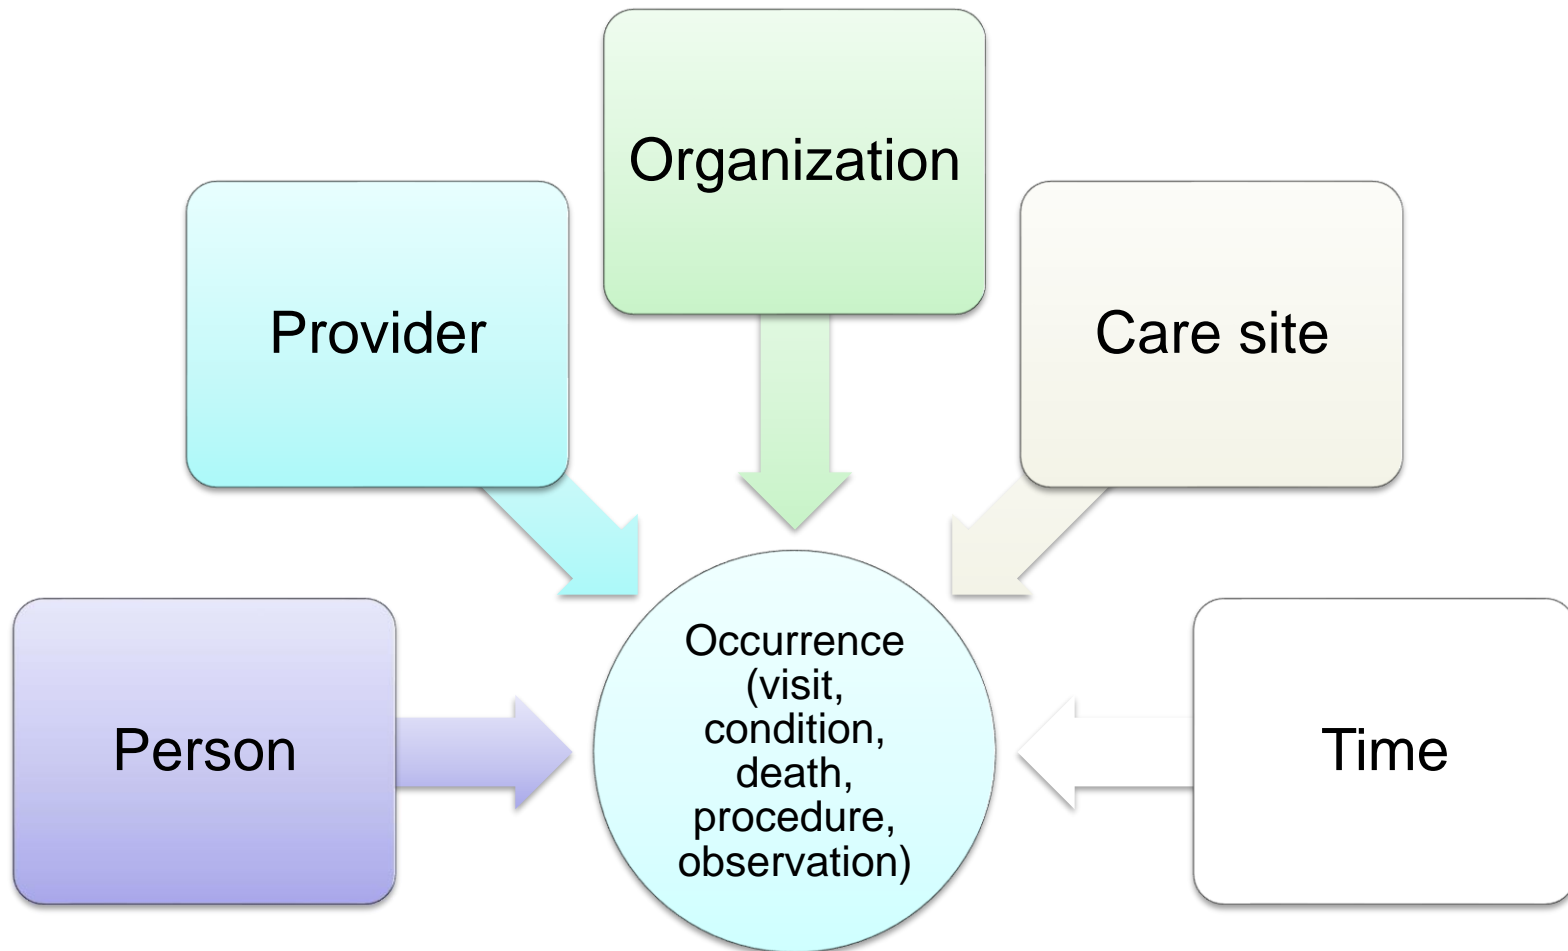 Organization
Provider
Care site
Person
Occurrence
(visit,
condition,
death,
procedure,
observation)
Time